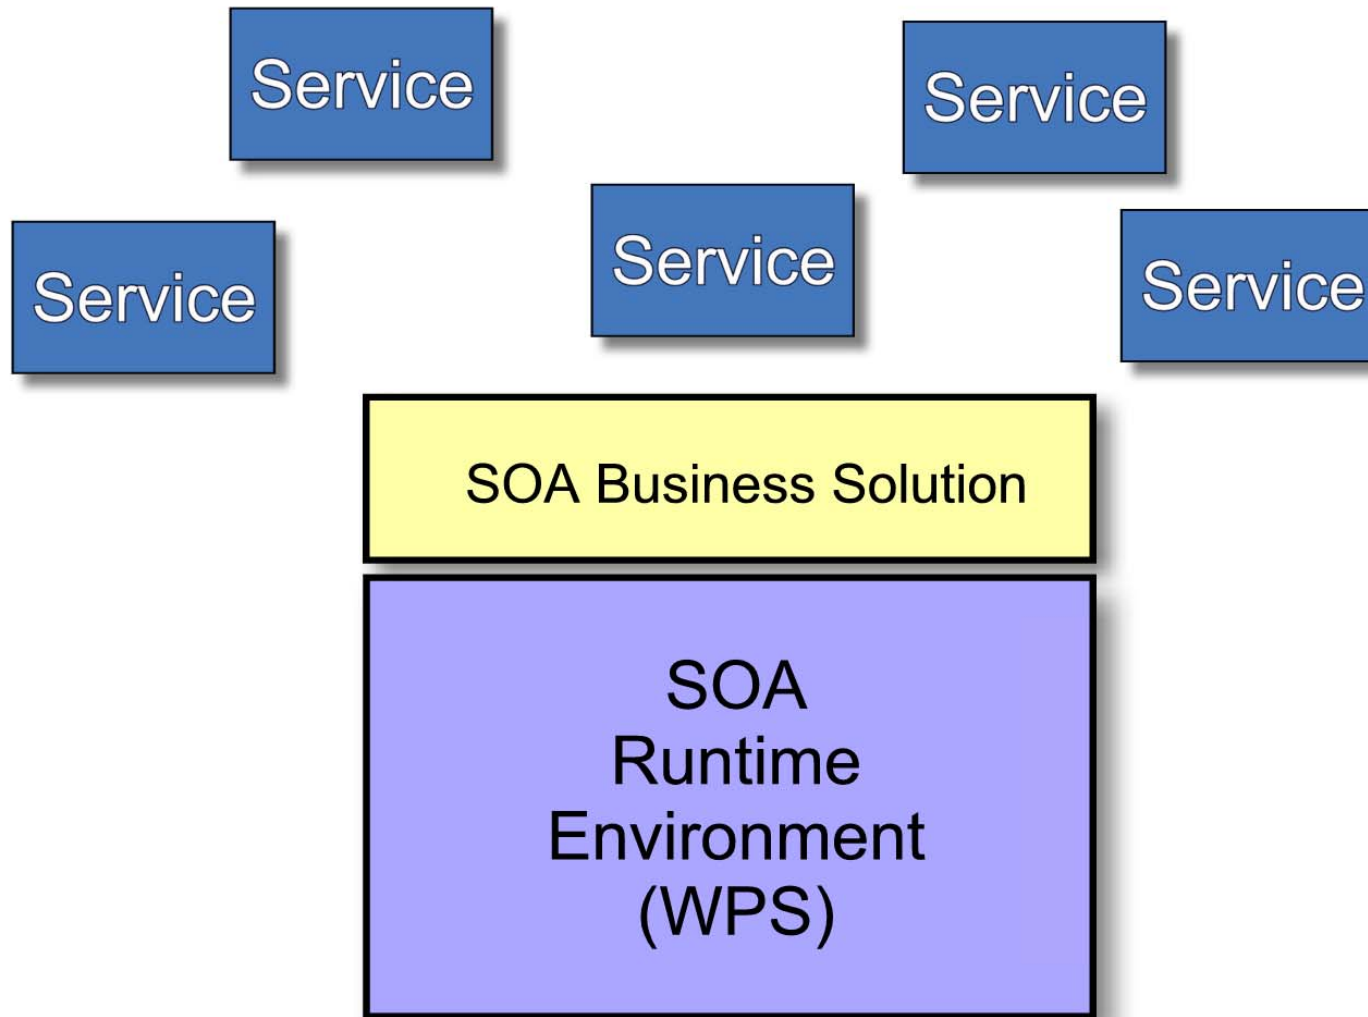 Service
Service
Service
Service
Service
SOA Business Solution
SOA
Runtime
Environment
(WPS)